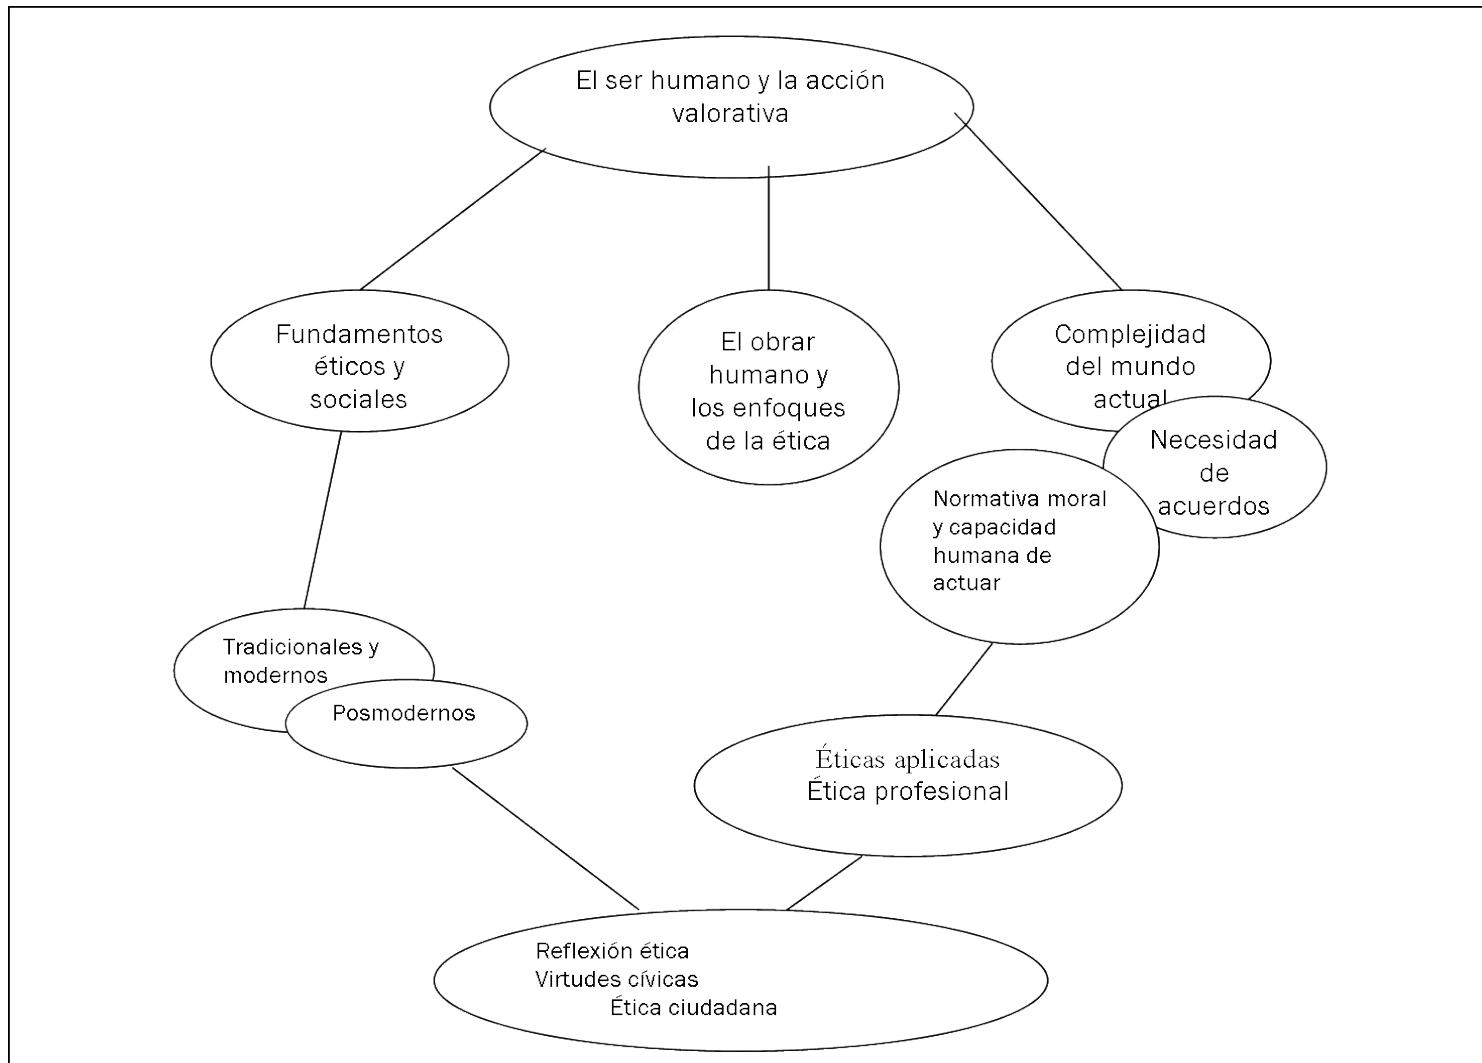 El ser humano y la acción
valorativa
Fundamentos
éticos y
sociales
El obrar
humano y
los enfoques
de la ética
Complejidad
del mundo
actual
Necesidad
de
acuerdos
Normativa moral
y capacidad
humana de
actuar
Tradicionales y
modernos
Posmodernos
Éticas aplicadas
Ética profesional
Reflexión ética
Virtudes cívicas
Ética ciudadana